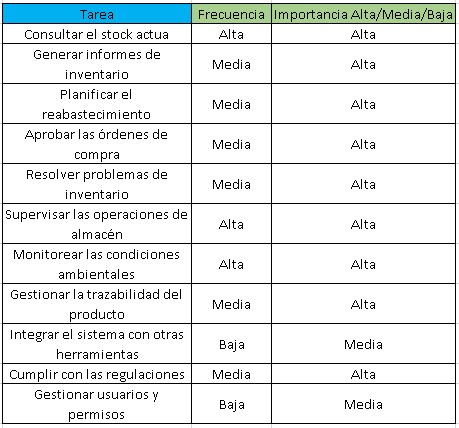 Tarea Frecuencia Importancia Alta/Media/Baja
Consultar el stock actua Alta Alta
Generar informes de
inventario Media Alta
Planificar el
reabastecimiento Media Alta
Aprobar las órdenes de
compra Media Alta
Resolver problemas de
inventario Media Alta
Supervisar las operaciones de
almacén Alta Alta
Monitorear las condiciones
ambientales Alta Alta
Gestionar la trazabilidad del
producto Media Alta
Integrar el sistema con otras
herramientas Baja Media
Cumplir con las regulaciones Media Alta
Gestionar usuarios y
permisos Baja Media